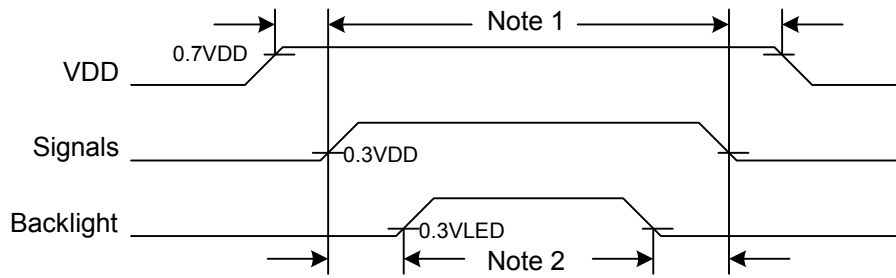 Note 1
0.7VDD
VDD
Signals
0.3VDD
Backlight
0.3VLED
Note 2